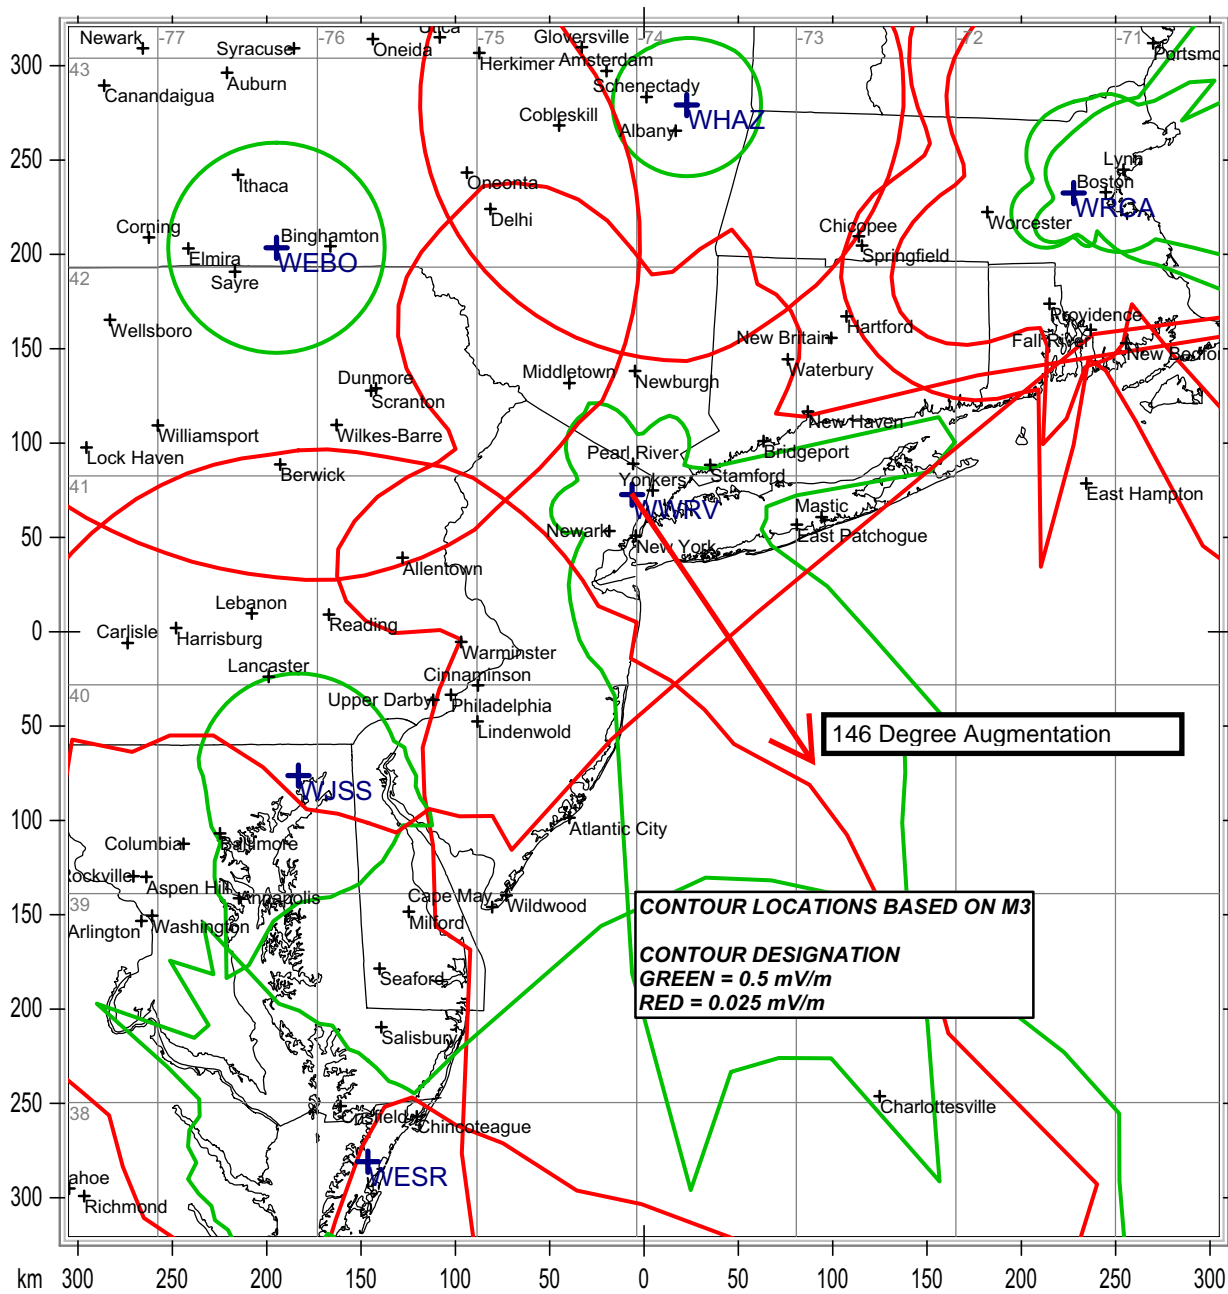 Newark
-77
Syracuse
-76
Oneida
-75
Gloversville
-74
-73
-72
-71
300
43
Auburn
Herkimer
Amsterdam
Canandaigua
Schenectady
WHAZ
Cobleskill
Albany
250
Lynn
Ithaca
Oneonta
Boston
WRCA
Corning
Binghamton
Delhi
Chicopee
Worcester
200
Elmira
WEBO
Springfield
42
Sayre
Wellsboro
Providence
Hartford
150
New Britain
Fall River
New Bedfor
Dunmore
Middletown
Newburgh
Waterbury
Scranton
Williamsport
Wilkes-Barre
New Haven
100
Lock Haven
Berwick
Pearl River
Bridgeport
Stamford
41
Yonkers
East Hampton
WWRV
Mastic
50
Newark
New York
East Patchogue
Allentown
Lebanon
Reading
0
Carlisle
Harrisburg
Warminster
Lancaster
Cinnaminson
40
Upper Darby
Philadelphia
Lindenwold
50
146 Degree Augmentation
WJSS
Atlantic City
100
Columbia
Baltimore
Rockville
Aspen Hill
Annapolis
Cape May
Wildwood
39
Milford
CONTOUR LOCATIONS BASED ON M3
150
Arlington
Washington
CONTOUR DESIGNATION
Seaford
GREEN = 0.5 mV/m
RED = 0.025 mV/m
200
Salisbury
250
38
Crisfield
Chincoteague
Charlottesville
WESR
ahoe
300
Richmond
km 300 250 200 150 100 50 0 50 100 150 200 250 300